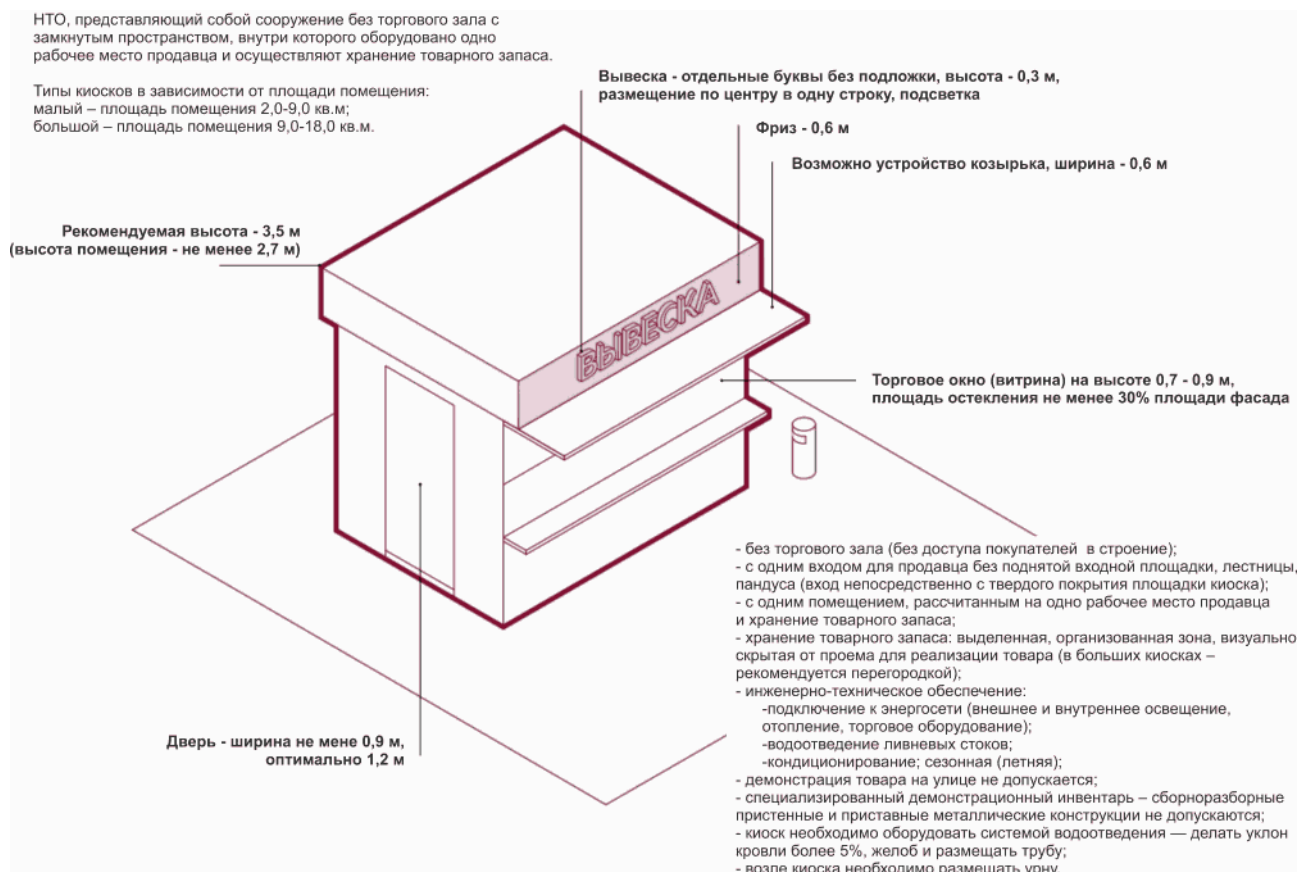 НТО, представляющий собой сооружение без торгового зала с
замкнутым пространством, внутри которого оборудовано одно
рабочее место продавца и осуществляют хранение товарного запаса.
Типы киосков в зависимости от площади помещения:
малый – площадь помещения 2,0-9,0 кв.м;
большой – площадь помещения 9,0-18,0 кв.м.
Вывеска - отдельные буквы без подложки, высота - 0,3 м,
размещение по центру в одну строку, подсветка
Фриз - 0,6 м
Возможно устройство козырька, ширина - 0,6 м
Рекомендуемая высота - 3,5 м
(высота помещения - не менее 2,7 м)
ВЫВЕСКА
Торговое окно (витрина) на высоте 0,7 - 0,9 м,
площадь остекления не менее 30% площади фасада
Дверь - ширина не мене 0,9 м,
оптимально 1,2 м
- без торгового зала (без доступа покупателей в строение);
- с одним входом для продавца без поднятой входной площадки, лестницы,
пандуса (вход непосредственно с твердого покрытия площадки киоска);
- с одним помещением, рассчитанным на одно рабочее место продавца
и хранение товарного запаса;
- хранение товарного запаса: выделенная, организованная зона, визуально
скрытая от проема для реализации товара (в больших киосках –
рекомендуется перегородкой);
- инженерно-техническое обеспечение:
-подключение к энергосети (внешнее и внутреннее освещение,
отопление, торговое оборудование);
-водоотведение ливневых стоков;
-кондиционирование; сезонная (летняя);
- демонстрация товара на улице не допускается;
- специализированный демонстрационный инвентарь – сборноразборные
пристенные и приставные металлические конструкции не допускаются;
- киоск необходимо оборудовать системой водоотведения — делать уклон
кровли более 5%, желоб и размещать трубу;
- возле киоска необходимо размещать урну.